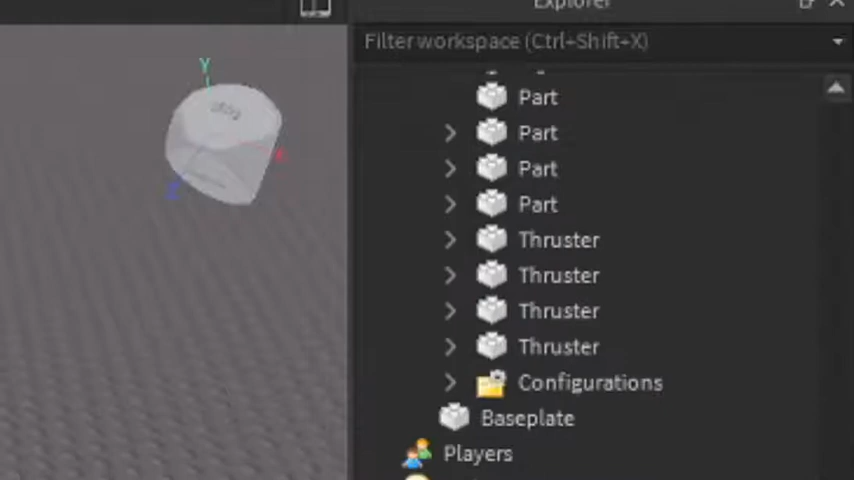 Explorer
Filter workspace (Ctrl+Shift+X)
Y
Z
Part
Part
Part
Part
Thruster
Thruster
Thruster
Thruster
Configurations
Baseplate
Players